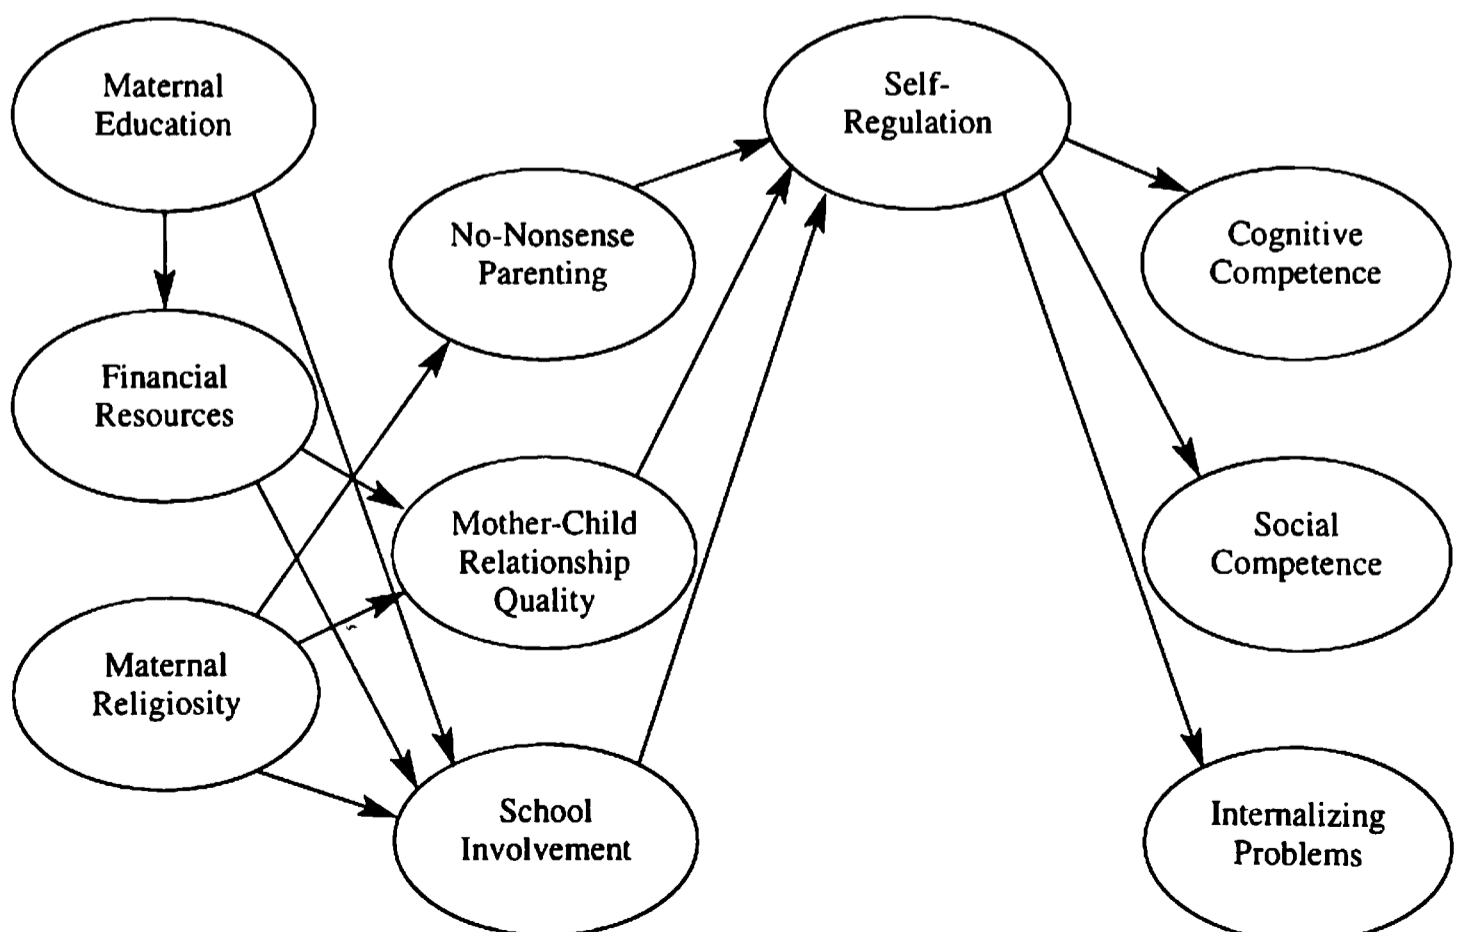 Maternal
Education
Financial
Resources
Maternal
Religiosity
No-Nonsense
Parenting
Mother-Child
Relationship
Quality
School
Involvement
Self-
Regulation
Cognitive
Competence
Social
Competence
Internalizing
Problems